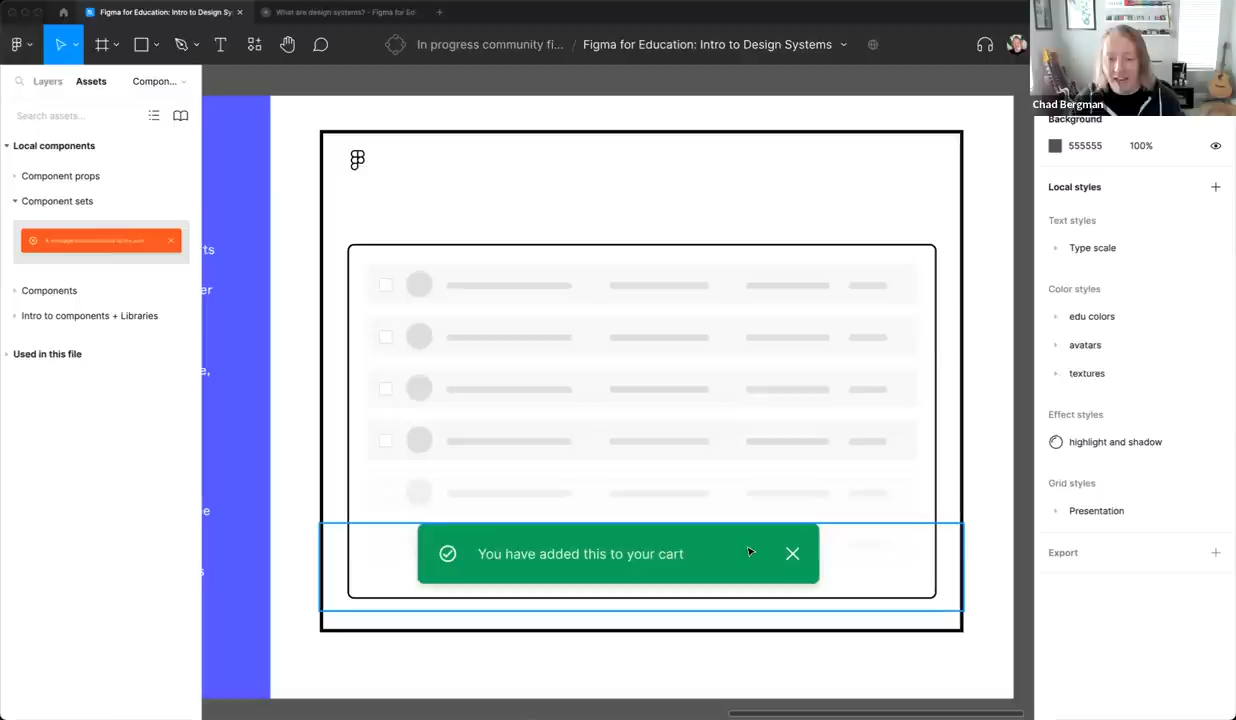 Figma for Education: Intro to Design Sy
What are design systems? - Figma for Ed
In progress community fi... / Figma for Education: Intro to Design Systems
Chad Bergman
Layers Assets Compon...
Search assets...
Local components
Component props
Component sets
Components
Intro to components + Libraries
Used in this file
rts
er
e,
e
s
You have added this to your cart
Background
555555 100%
Local styles
Text styles
Type scale
Color styles
edu colors
avatars
textures
Effect styles
highlight and shadow
Grid styles
Presentation
Export